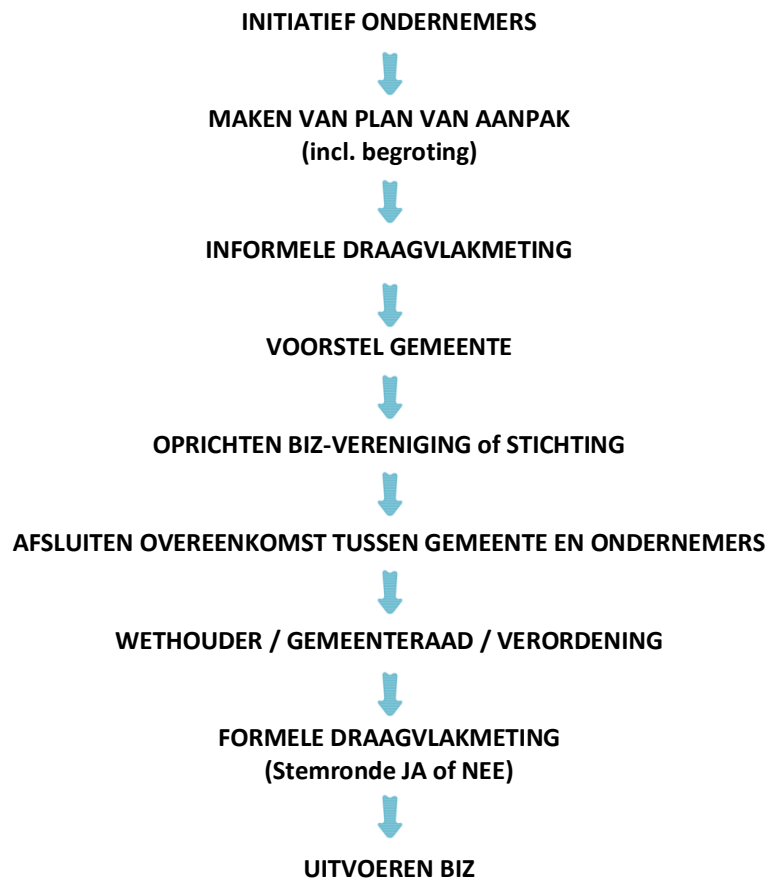 INITIATIEF ONDERNEMERS
MAKEN VAN PLAN VAN AANPAK
(incl. begroting)
INFORMELE DRAAGVLAKMETING
VOORSTEL GEMEENTE
OPRICHTEN BIZ-VERENIGING of STICHTING
AFSLUITEN OVEREENKOMST TUSSEN GEMEENTE EN ONDERNEMERS
WETHOUDER / GEMEENTERAAD / VERORDENING
FORMELE DRAAGVLAKMETING
(Stemronde JA of NEE)
UITVOEREN BIZ